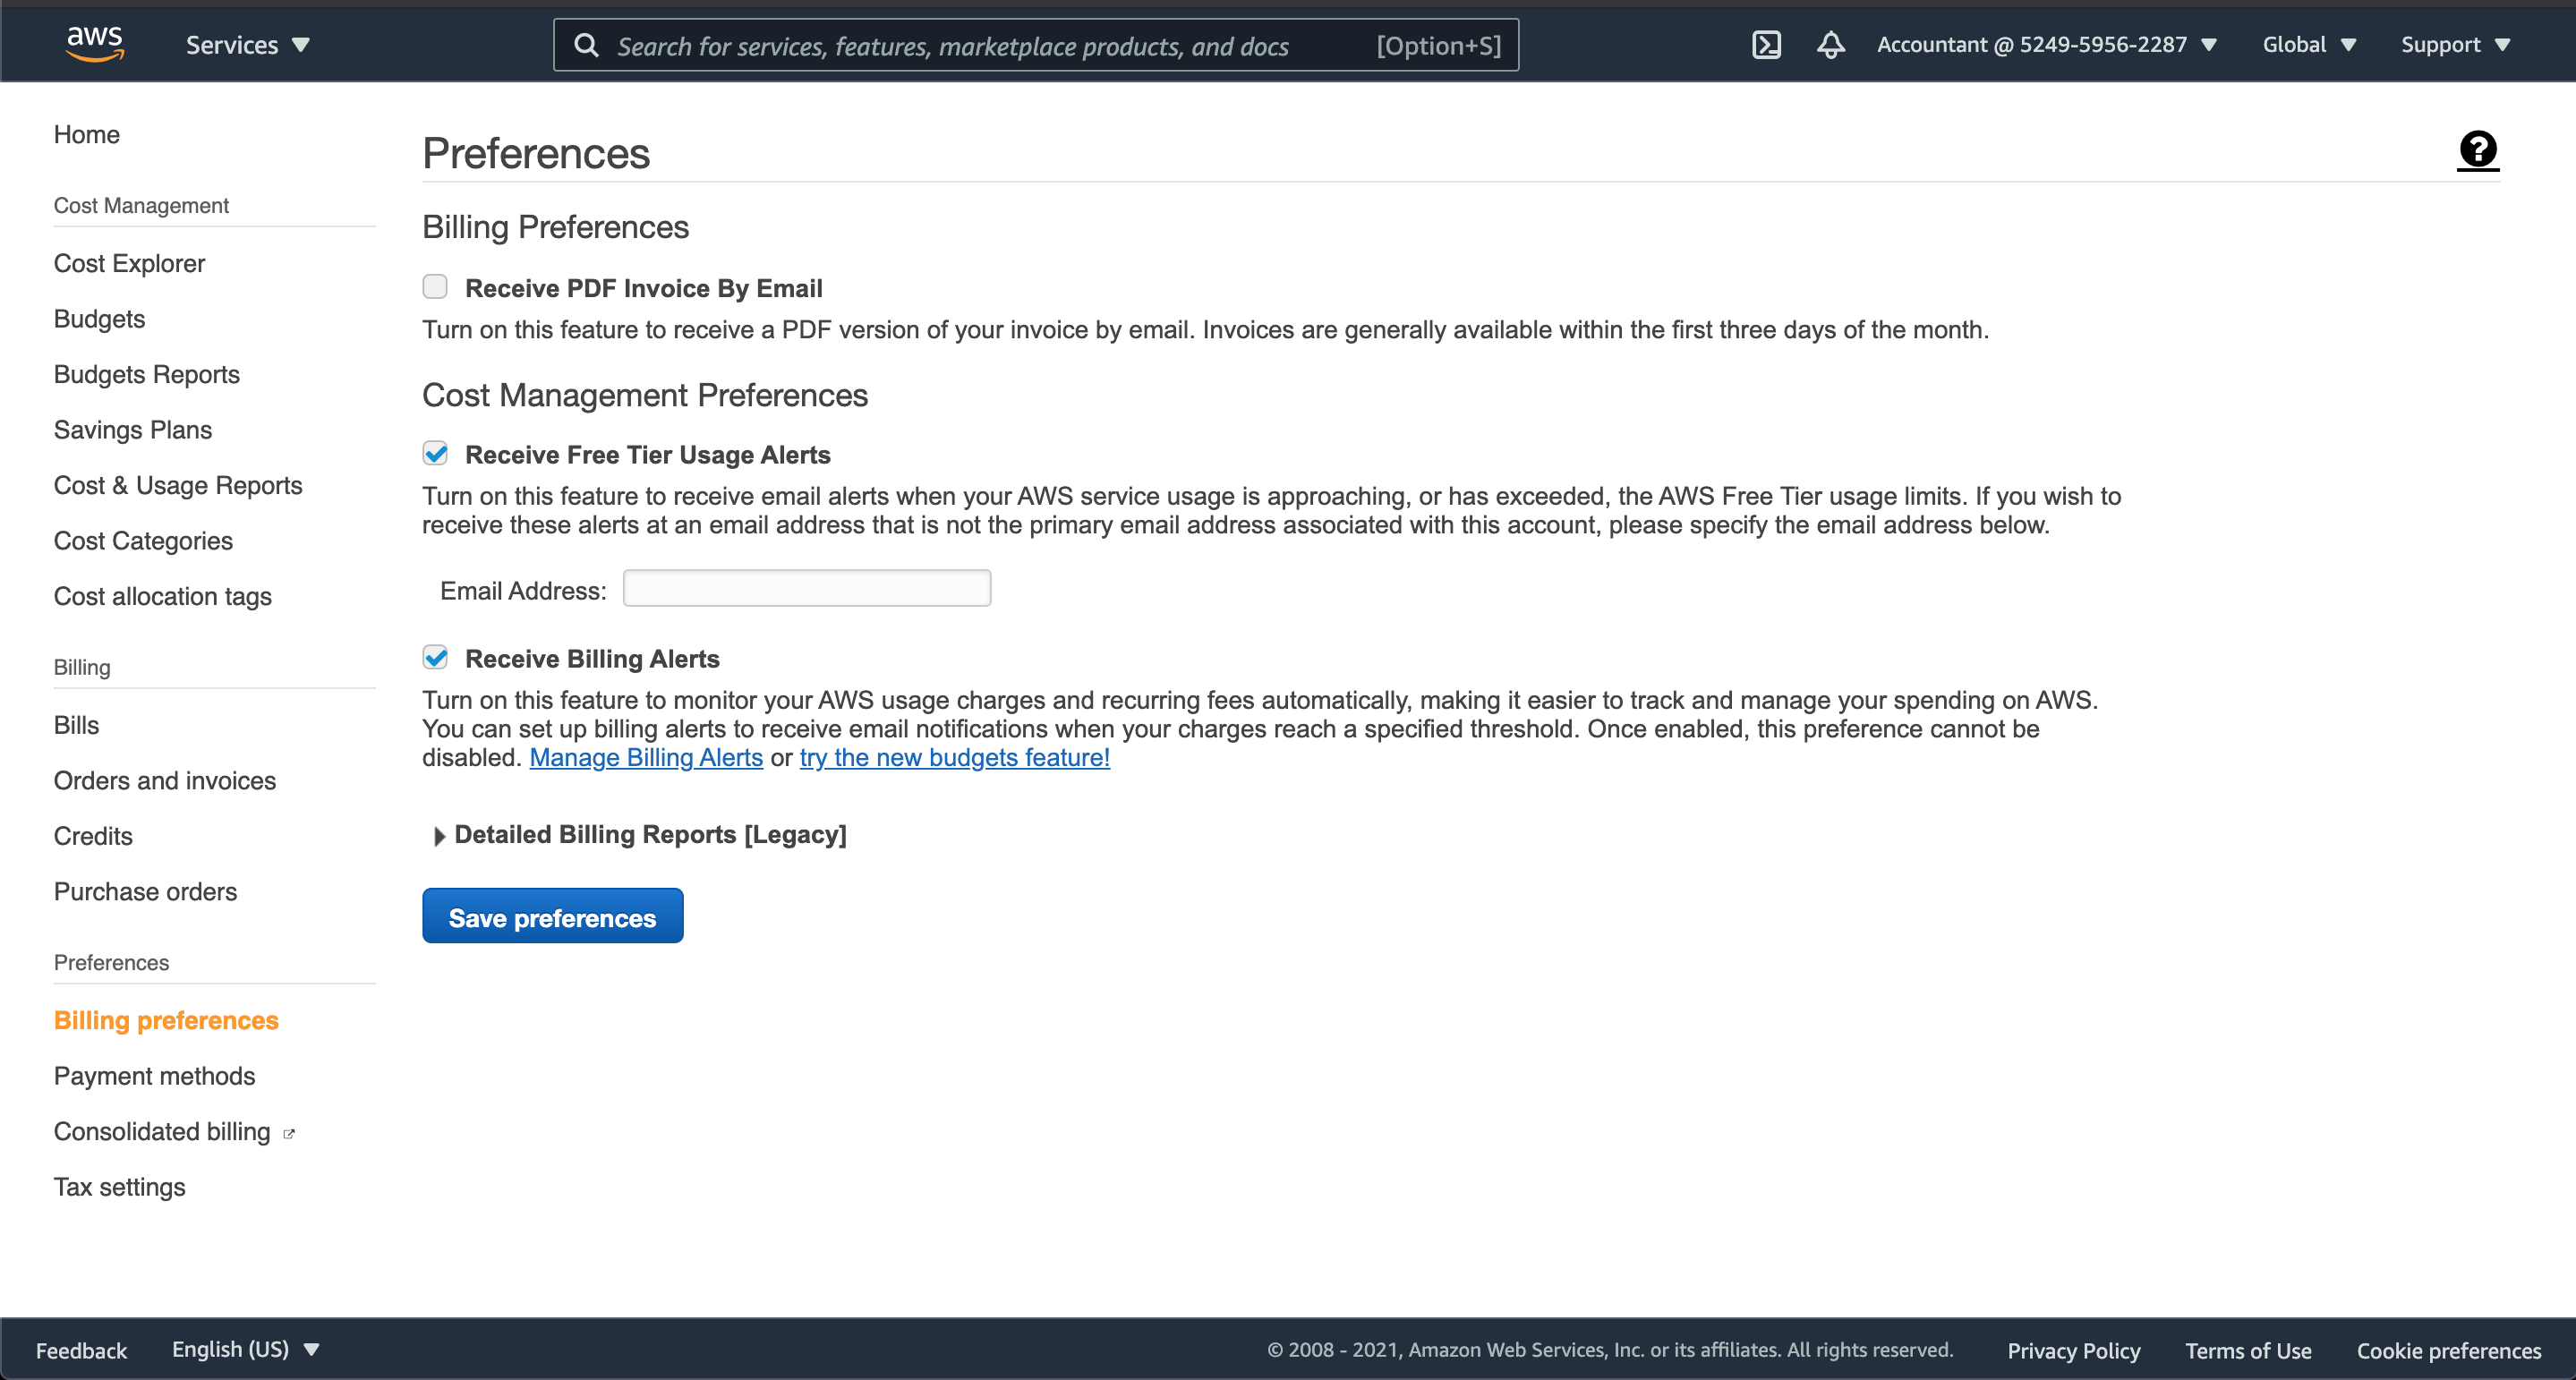 aws
Services
Search for services, features, marketplace products, and docs
[Option+S]
Accountant @ 5249-5956-2287
Global
Support
Home
Cost Management
Cost Explorer
Budgets
Budgets Reports
Savings Plans
Cost & Usage Reports
Cost Categories
Cost allocation tags
Billing
Bills
Orders and invoices
Credits
Purchase orders
Preferences
Billing preferences
Payment methods
Consolidated billing
Tax settings
Preferences
?
Billing Preferences
Receive PDF Invoice By Email
Turn on this feature to receive a PDF version of your invoice by email. Invoices are generally available within the first three days of the month.
Cost Management Preferences
Receive Free Tier Usage Alerts
Turn on this feature to receive email alerts when your AWS service usage is approaching, or has exceeded, the AWS Free Tier usage limits. If you wish to
receive these alerts at an email address that is not the primary email address associated with this account, please specify the email address below.
Email Address:
Receive Billing Alerts
Turn on this feature to monitor your AWS usage charges and recurring fees automatically, making it easier to track and manage your spending on AWS.
You can set up billing alerts to receive email notifications when your charges reach a specified threshold. Once enabled, this preference cannot be
disabled. Manage Billing Alerts or try the new budgets feature!
Detailed Billing Reports [Legacy]
Save preferences
Feedback
English (US)
© 2008 - 2021, Amazon Web Services, Inc. or its affiliates. All rights reserved.
Privacy Policy
Terms of Use
Cookie preferences